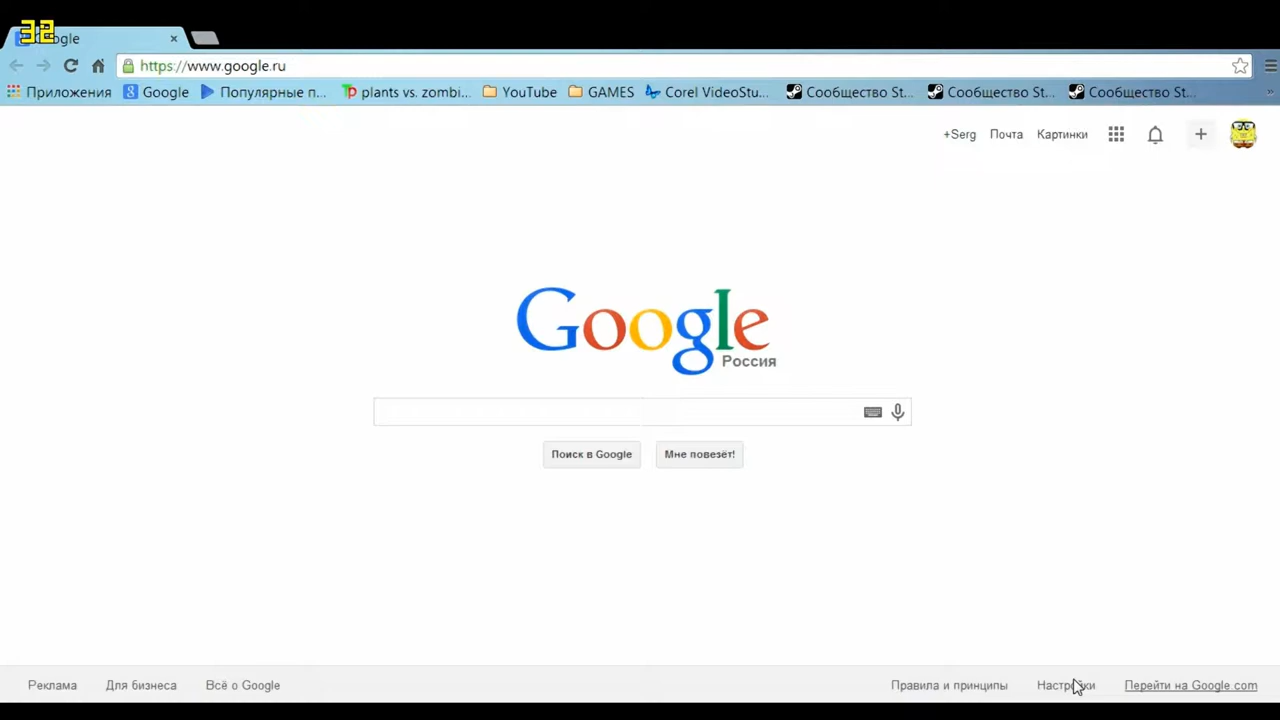 32
https://www.google.ru
Приложения Google Популярные п... plants vs. zombi... YouTube GAMES Corel VideoStu... Сообщество St... Сообщество St... Сообщество St... »
+Serg Почта Картинки
Google
Россия
Поиск в Google Мне повезёт!
Реклама Для бизнеса Всё о Google Правила и принципы Настройки Перейти на Google.com